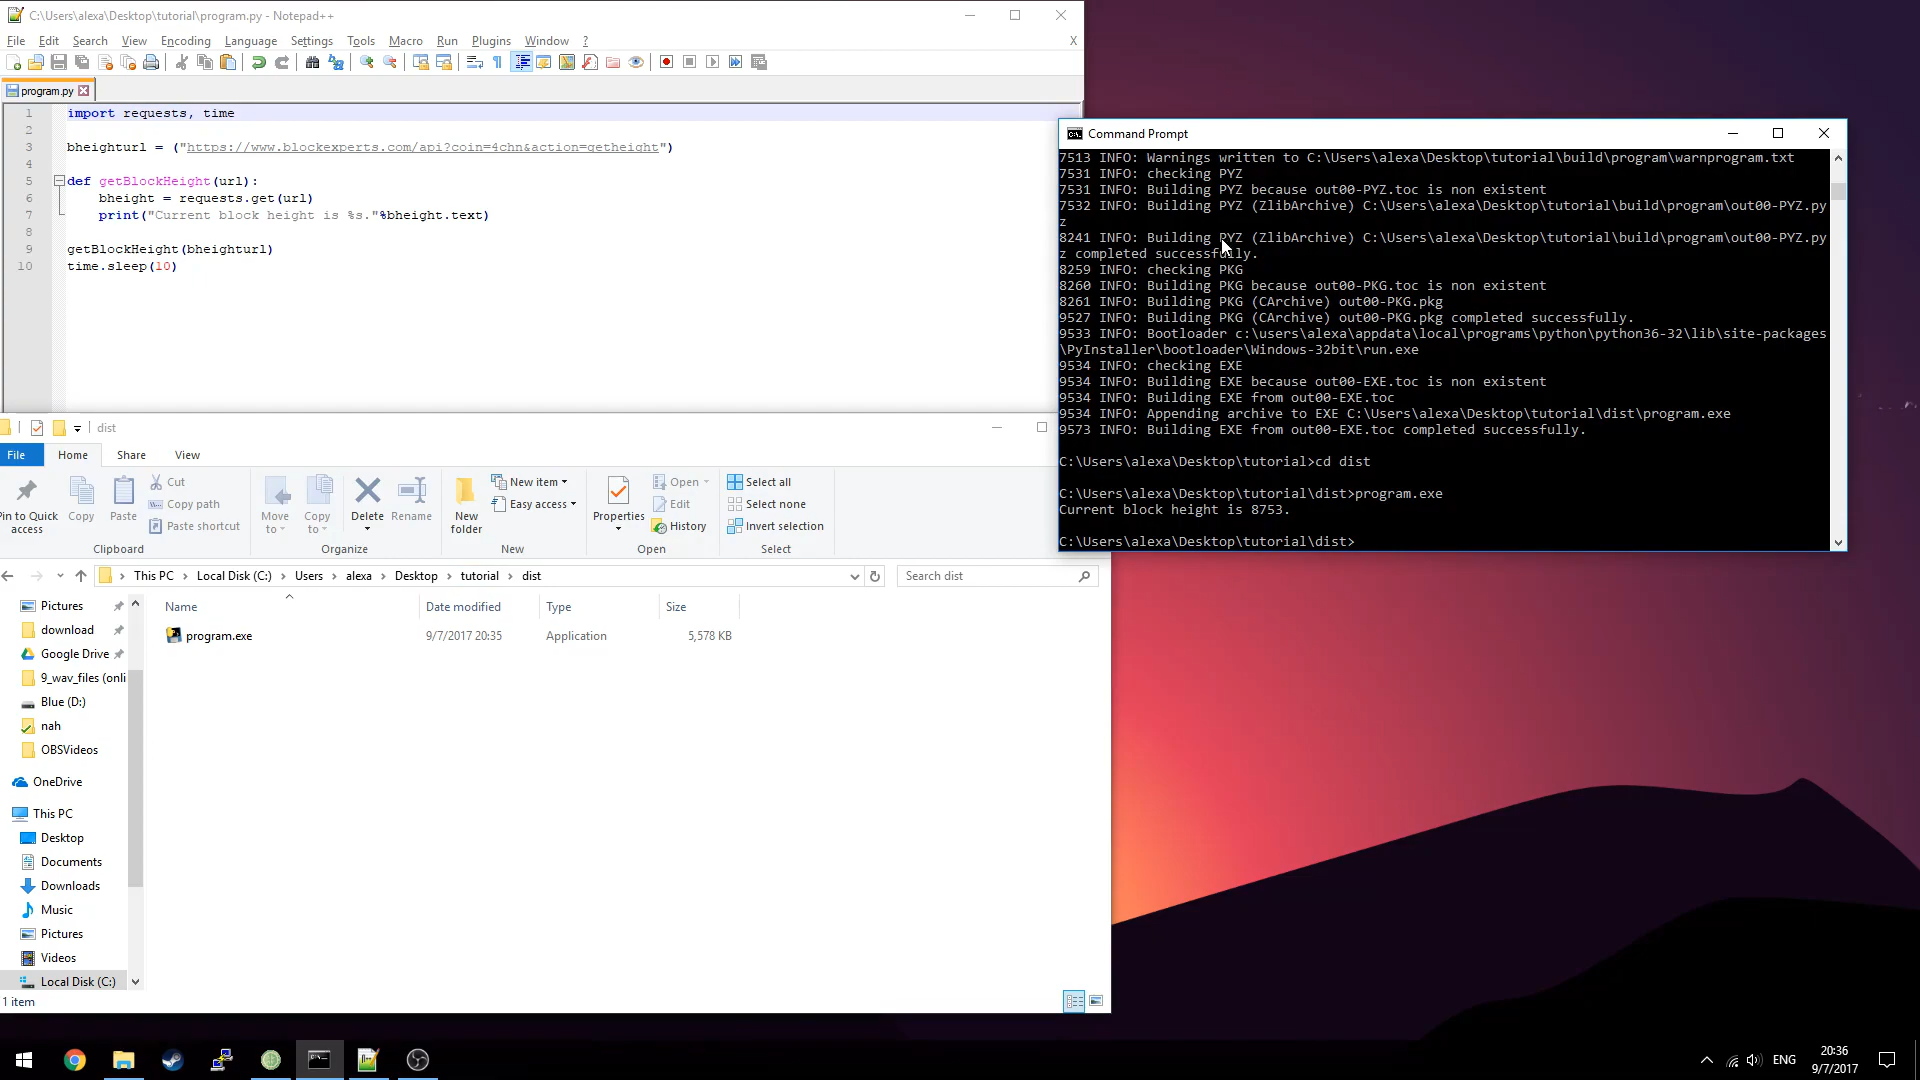 C:\Users\alexa\Desktop\tutorial\program.py - Notepad++
File Edit Search View Encoding Language Settings Tools Macro Run Plugins Window ? X
program.py
1 import requests, time
2
3 bheighturl = ("https://www.blockexperts.com/api?coin=4chn&action=getheight")
4
5 def getBlockHeight(url):
6 bheight = requests.get(url)
7 print("Current block height is %s."%bheight.text)
8
9 getBlockHeight(bheighturl)
10 time.sleep(10)
Command Prompt
7513 INFO: Warnings written to C:\Users\alexa\Desktop\tutorial\build\program\warnprogram.txt
7531 INFO: checking PYZ
7531 INFO: Building PYZ because out00-PYZ.toc is non existent
7532 INFO: Building PYZ (ZlibArchive) C:\Users\alexa\Desktop\tutorial\build\program\out00-PYZ.py
z
8241 INFO: Building PYZ (ZlibArchive) C:\Users\alexa\Desktop\tutorial\build\program\out00-PYZ.py
z completed successfully.
8259 INFO: checking PKG
8260 INFO: Building PKG because out00-PKG.toc is non existent
8261 INFO: Building PKG (CArchive) out00-PKG.pkg
9527 INFO: Building PKG (CArchive) out00-PKG.pkg completed successfully.
9533 INFO: Bootloader c:\users\alexa\appdata\local\programs\python\python36-32\lib\site-packages
\PyInstaller\bootloader\Windows-32bit\run.exe
9534 INFO: checking EXE
9534 INFO: Building EXE because out00-EXE.toc is non existent
9534 INFO: Building EXE from out00-EXE.toc
9534 INFO: Appending archive to EXE C:\Users\alexa\Desktop\tutorial\dist\program.exe
9573 INFO: Building EXE from out00-EXE.toc completed successfully.
C:\Users\alexa\Desktop\tutorial>cd dist
C:\Users\alexa\Desktop\tutorial\dist>program.exe
Current block height is 8753.
C:\Users\alexa\Desktop\tutorial\dist>
dist
File Home Share View
Pin to Quick access
Copy
Paste
Cut
Copy path
Paste shortcut
Clipboard
Move to
Copy to
Delete
Rename
Organize
New folder
New item
Easy access
New
Properties
Open
Edit
History
Open
Select all
Select none
Invert selection
Select
This PC > Local Disk (C:) > Users > alexa > Desktop > tutorial > dist
Search dist
Name Date modified Type Size
program.exe 9/7/2017 20:35 Application 5,578 KB
Pictures
download
Google Drive
9_wav_files (onli
Blue (D:)
nah
OBSVideos
OneDrive
This PC
Desktop
Documents
Downloads
Music
Pictures
Videos
Local Disk (C:)
1 item
ENG
20:36
9/7/2017